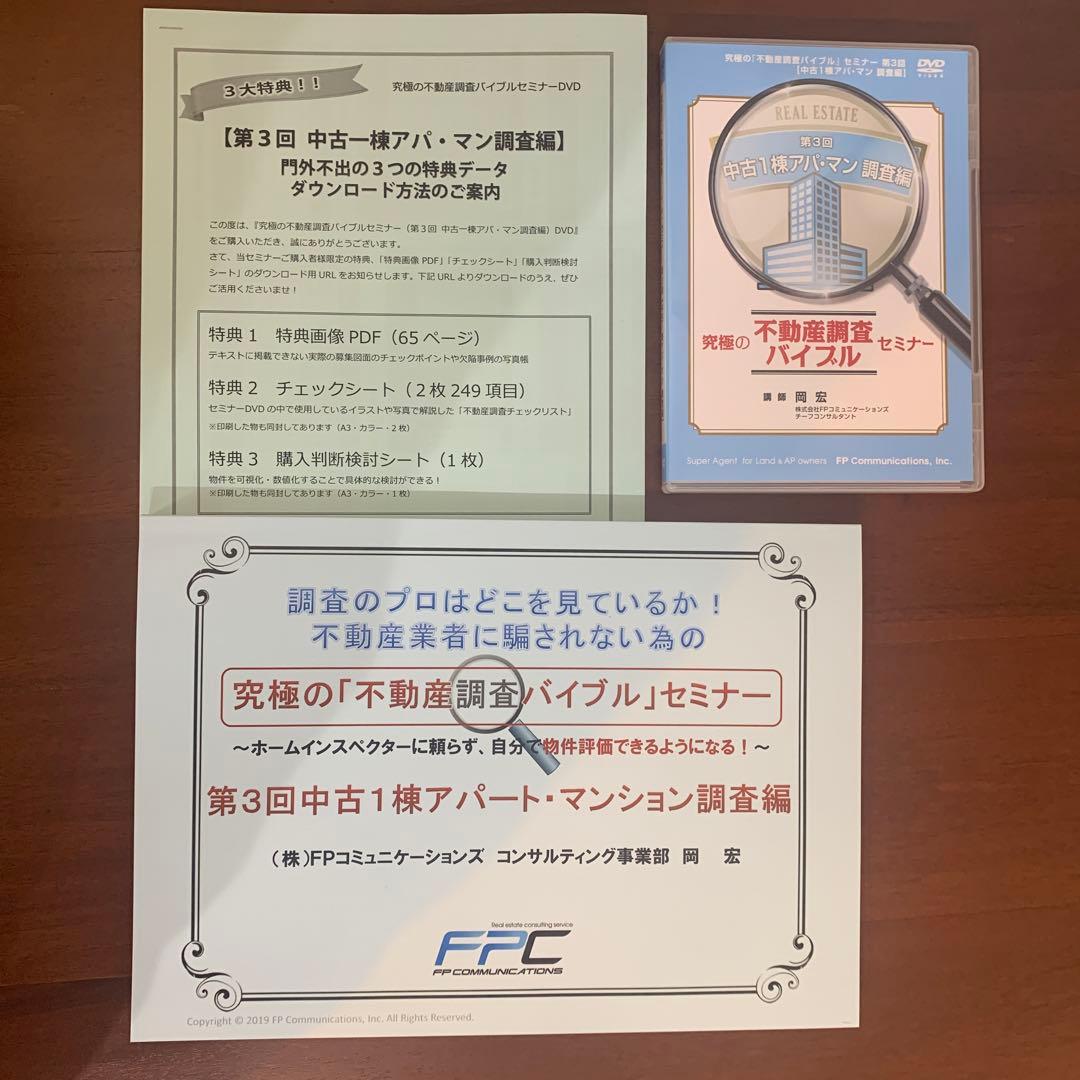 3大特典！！
究極の不動産調査バイブルセミナーDVD
【第３回 中古一棟アパ・マン調査編】
門外不出の３つの特典データ
ダウンロード方法のご案内
この度は、『究極の不動産調査バイブルセミナー（第３回 中古一棟アパ・マン調査編）DVD』
をご購入いただき、誠にありがとうございます。
さて、当セミナーご購入者様限定の特典、「特典画像 PDF」「チェックシート」「購入判断検討
シート」のダウンロード用 URL をお知らせします。下記 URL よりダウンロードのうえ、ぜひ
ご活用くださいませ！
特典１　特典画像 PDF（65 ページ）
テキストに掲載できない実際の募集図面のチェックポイントや欠陥事例の写真帳
特典２　チェックシート（２枚 249 項目）
セミナーDVD の中で使用しているイラストや写真で解説した「不動産調査チェックリスト」
※印刷した物も同封してあります（A3・カラー・２枚）
特典３　購入判断検討シート（１枚）
物件を可視化・数値化することで具体的な検討ができる！
※印刷した物も同封してあります（A3・カラー・１枚）
究極の「不動産調査バイブル」セミナー 第3回
【中古1棟アパ・マン 調査編】
DVD
VIDEO
REAL ESTATE
第3回
中古1棟アパ・マン 調査編
究極の 不動産調査バイブル セミナー
講師 岡 宏
株式会社FPコミュニケーションズ
チーフコンサルタント
Super Agent for Land & AP owners FP Communications, Inc.
調査のプロはどこを見ているか！
不動産業者に騙されない為の
究極の「不動産調査バイブル」セミナー
～ホームインスペクターに頼らず、自分で物件評価できるようになる！～
第３回中古１棟アパート・マンション調査編
（株）FPコミュニケーションズ コンサルティング事業部 岡 宏
Real estate consulting service
FPC
FP COMMUNICATIONS
Copyright © 2019 FP Communications, Inc. All Rights Reserved.